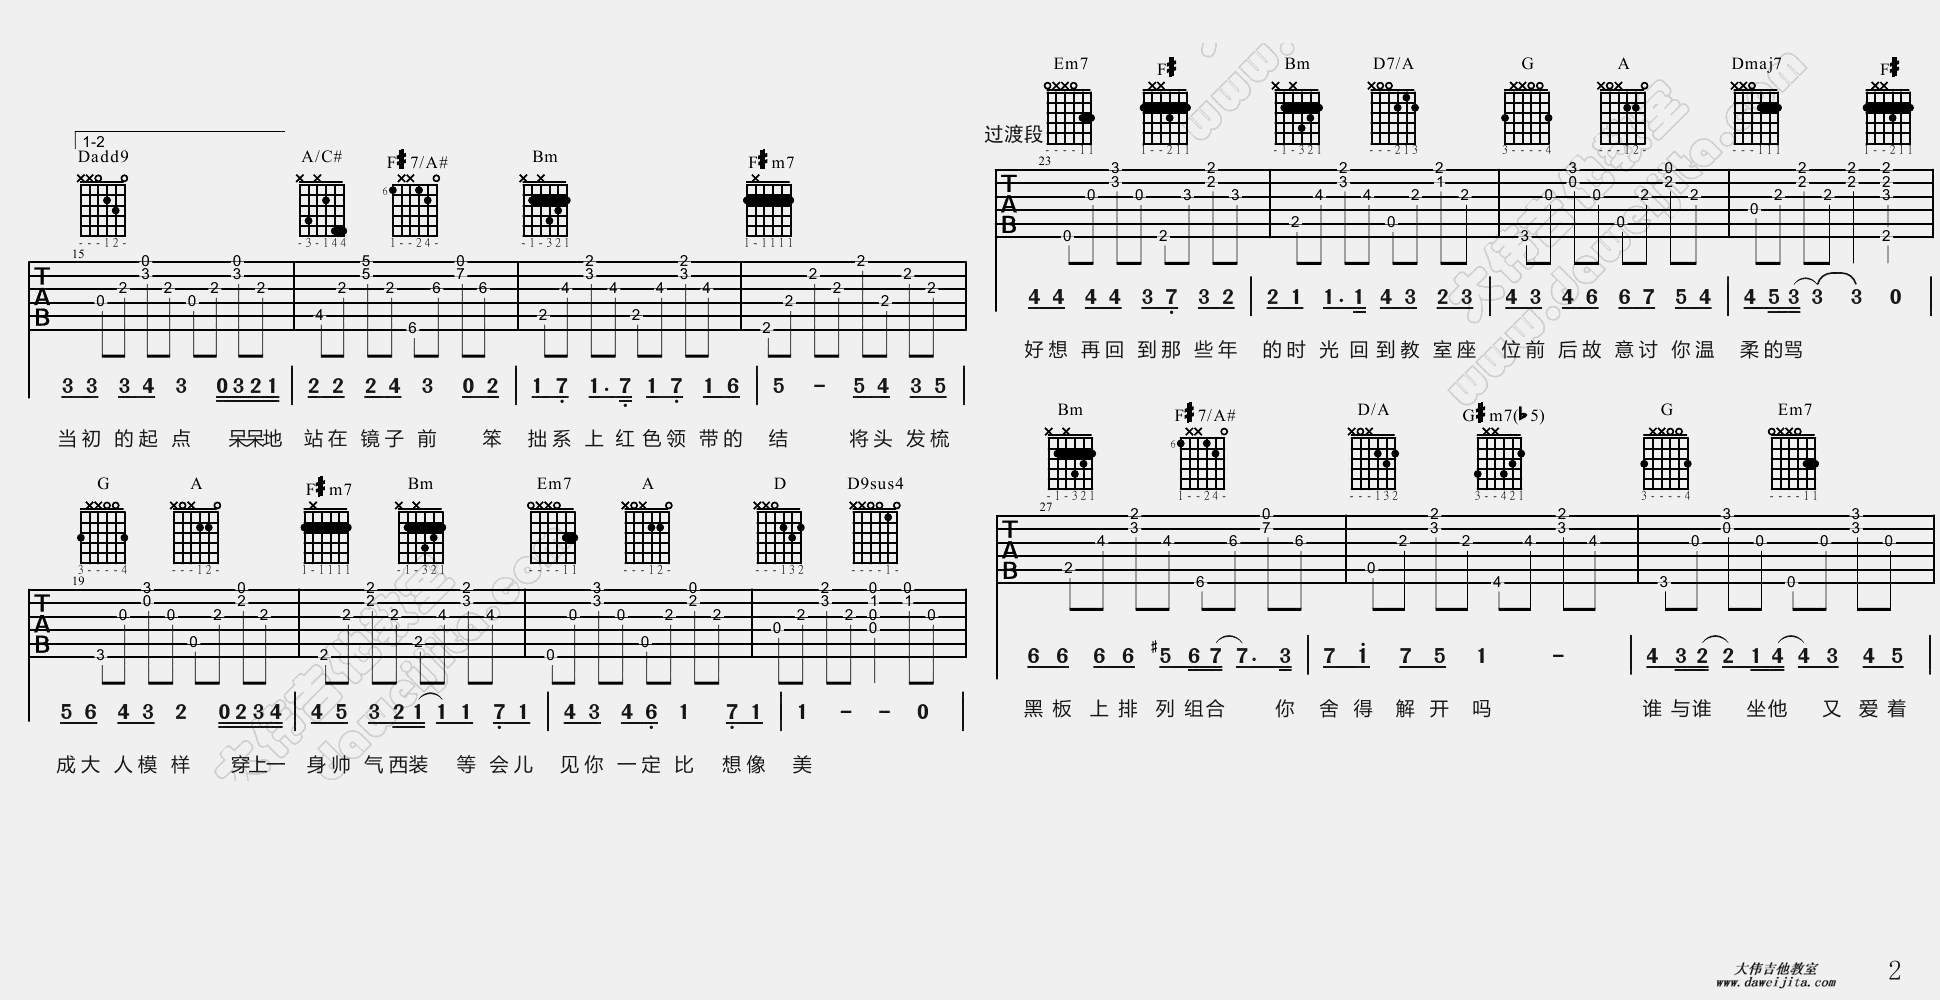 1-2
Dadd9 A/C# F♯7/A# Bm F♯m7
15
3 3 3 4 3 0 3 2 1 2 2 2 4 3 0 2 1 7 1. 7 1 7 1 6 5 - 5 4 3 5
当初 的起 点 呆呆地 站在 镜子 前 笨 拙系 上 红色领 带的 结 将头 发梳
G A F♯m7 Bm Em7 A D D9sus4
19
5 6 4 3 2 0 2 3 4 4 5 3 2 1 1 1 7 1 4 3 4 6 1 7 1 1 - - 0
成大 人模 样 穿上一 身帅 气西装 等 会儿 见你 一定 比 想像 美
Em7 F♯ Bm D7/A G A Dmaj7 F♯
过渡段
23
4 4 4 4 3 7 3 2 2 1 1. 1 4 3 2 3 4 3 4 6 6 7 5 4 4 5 3 3 3 0
好想 再回 到那 些年 的时 光回到教 室座 位前 后故 意讨 你温 柔的骂
Bm F♯7/A# D/A G♯m7(♭5) G Em7
27
6 6 6 6 ♯5 6 7 7. 3 7 1 7 5 1 - 4 3 2 2 1 4 4 3 4 5
黑板 上排 列组合 你 舍得 解开 吗 谁与谁 坐他 又 爱着
大伟吉他教室
www.daweijita.com
2